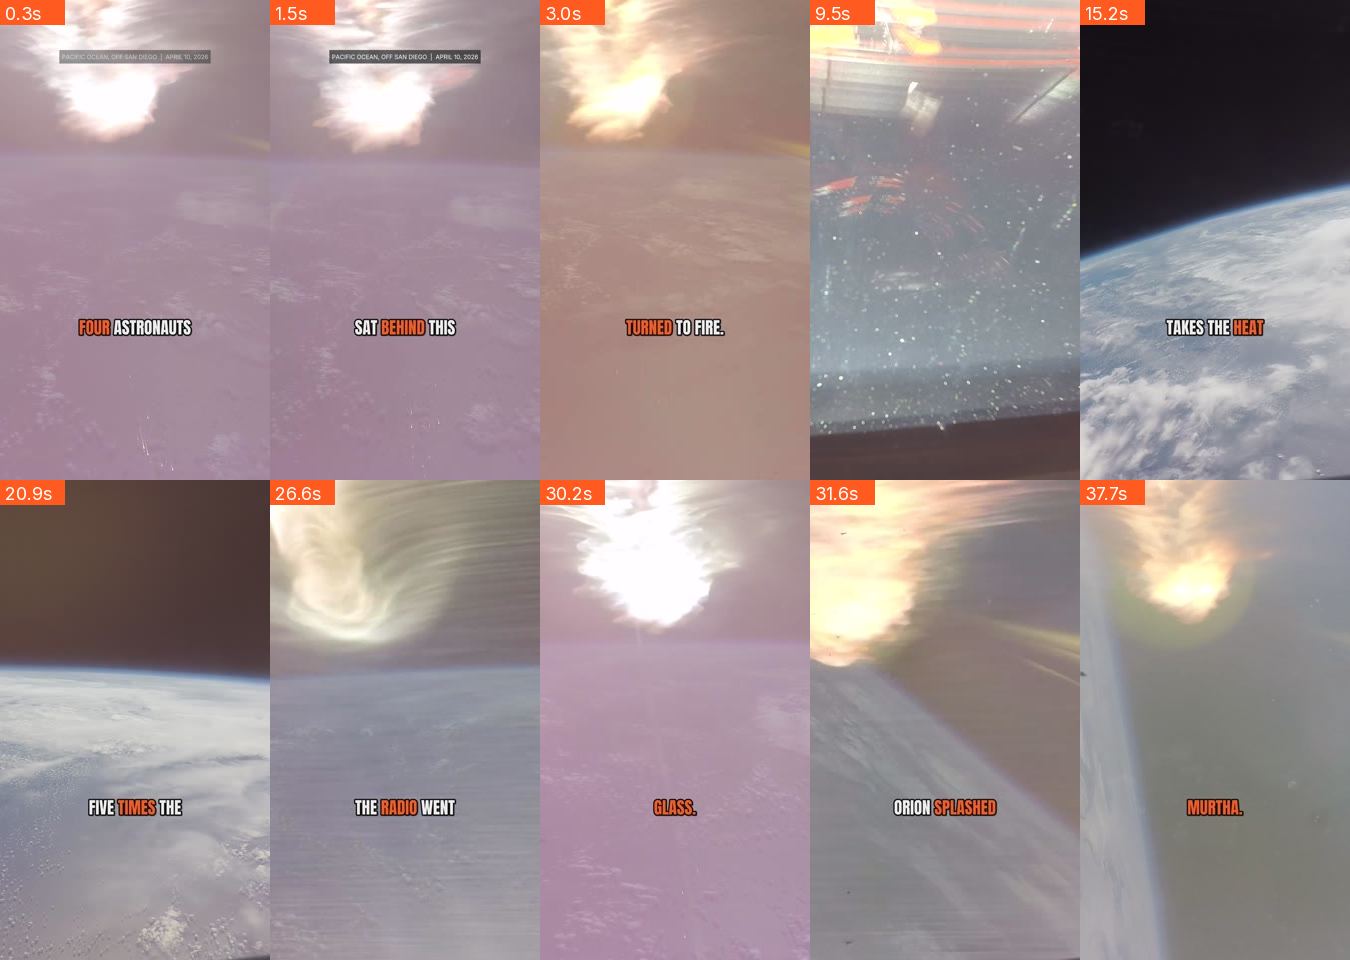 0.3s
PACIFIC OCEAN, OFF SAN DIEGO | APRIL 10, 2026
FOUR ASTRONAUTS
1.5s
PACIFIC OCEAN, OFF SAN DIEGO | APRIL 10, 2026
SAT BEHIND THIS
3.0s
TURNED TO FIRE.
9.5s
15.2s
TAKES THE HEAT
20.9s
FIVE TIMES THE
26.6s
THE RADIO WENT
30.2s
GLASS.
31.6s
ORION SPLASHED
37.7s
MURTHA.